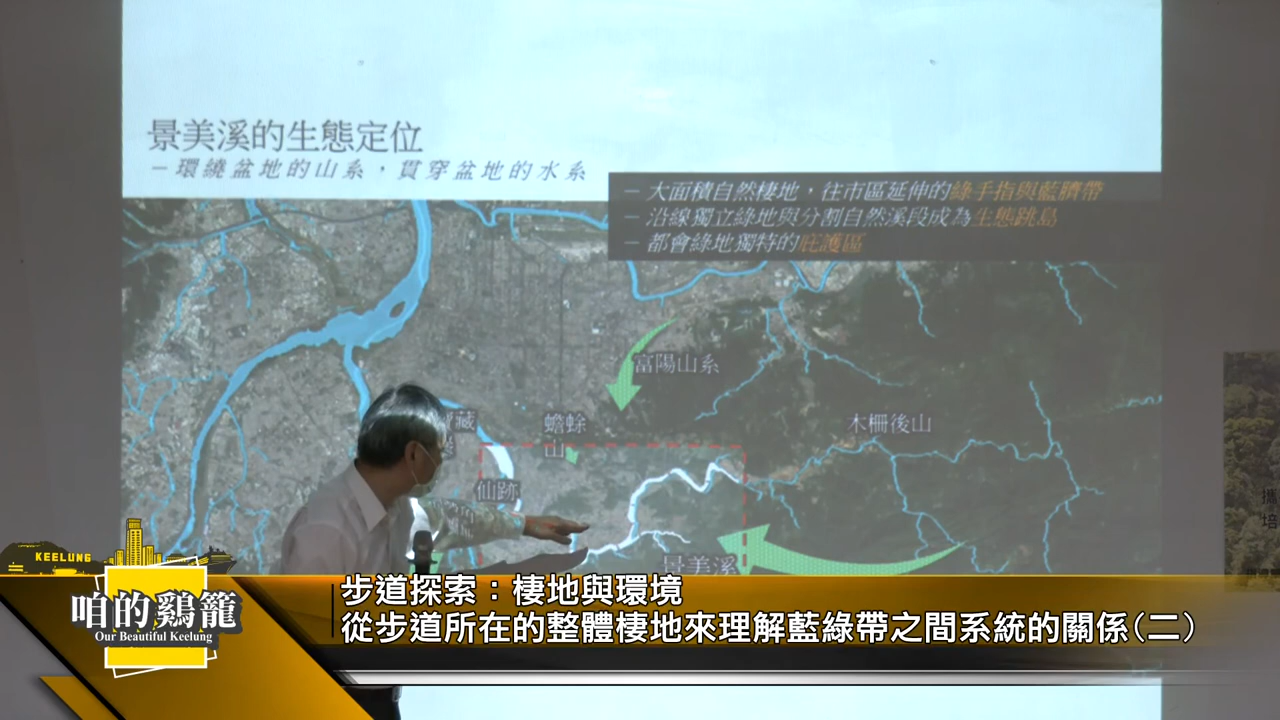 景美溪的生態定位
－環繞盆地的山系，貫穿盆地的水系
－ 大面積自然棲地，往市區延伸的綠手指與藍臍帶
－ 沿線獨立綠地與分割自然溪段成為生態跳島
－ 都會綠地獨特的庇護區
富陽山系
藏
蟾蜍
山
木柵後山
仙跡
景美溪
KEELUNG
咱的鷄籠
Our Beautiful Keelung
步道探索：棲地與環境
從步道所在的整體棲地來理解藍綠帶之間系統的關係(二)